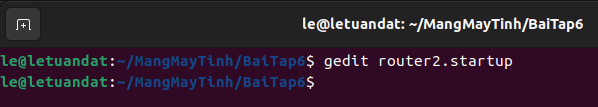 le@letuandat: ~/MangMayTinh/BaiTap6
le@letuandat:~/MangMayTinh/BaiTap6$ gedit router2.startup
le@letuandat:~/MangMayTinh/BaiTap6$